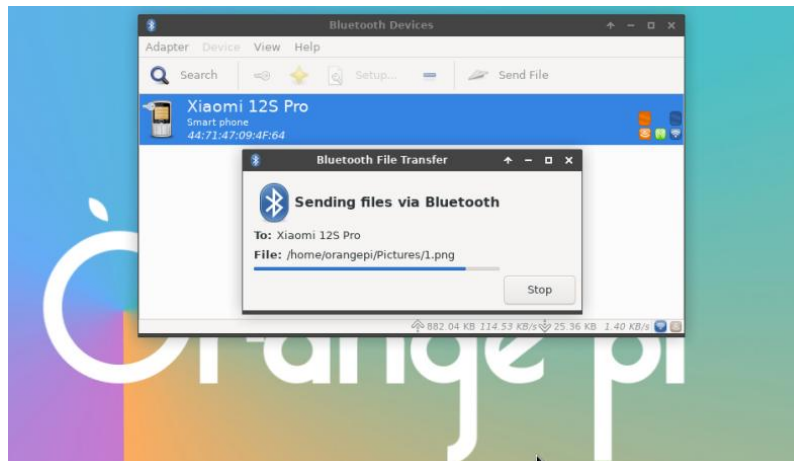 Bluetooth Devices
Adapter Device View Help
Search Setup... Send File
Xiaomi 12S Pro
Smart phone
44:71:47:09:4F:64
Bluetooth File Transfer
Sending files via Bluetooth
To: Xiaomi 12S Pro
File: /home/orangepi/Pictures/1.png
Stop
882.04 KB 114.53 KB/s 25.36 KB 1.40 KB/s
Orange pi